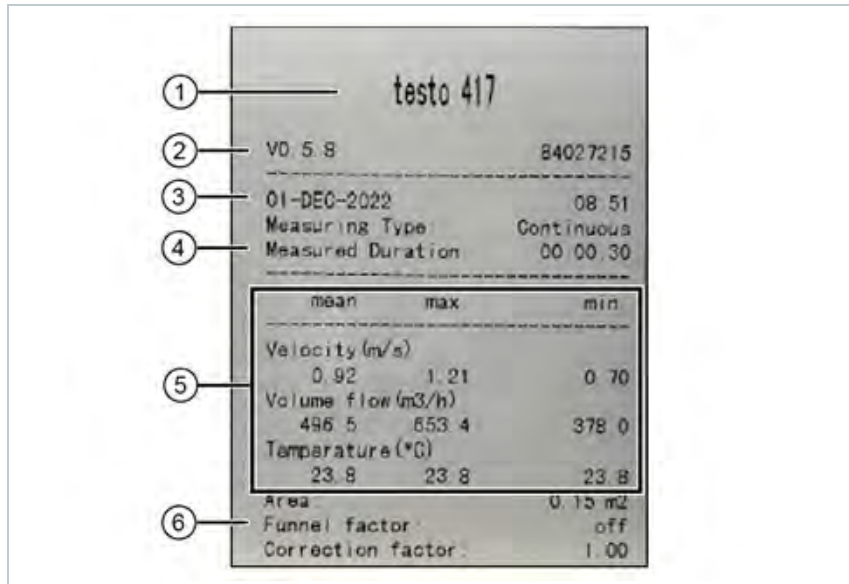 ① testo 417
② V0.5.8 84027215
③ 01-DEC-2022 08 51
Measuring Type Continuous
④ Measured Duration 00 00.30
mean max min
Velocity(m/s)
⑤ 0.92 1.21 0 70
Volume flow(m3/h)
496 5 653 4 378 0
Temparature(°C)
23.8 23 8 23 8
Area 0.15 m2
⑥ Funnel factor: off
Correction factor: 1.00